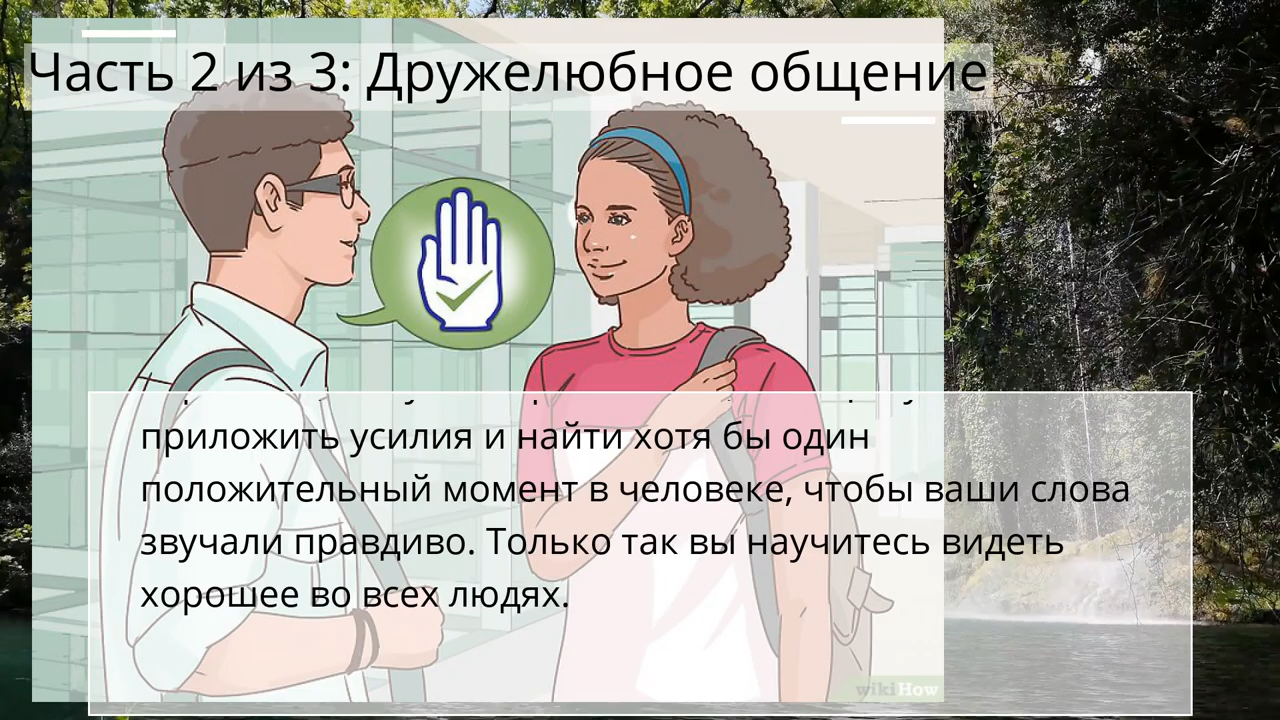 Часть 2 из 3: Дружелюбное общение
приложить усилия и найти хотя бы один
положительный момент в человеке, чтобы ваши слова
звучали правдиво. Только так вы научитесь видеть
хорошее во всех людях.
wikiHow